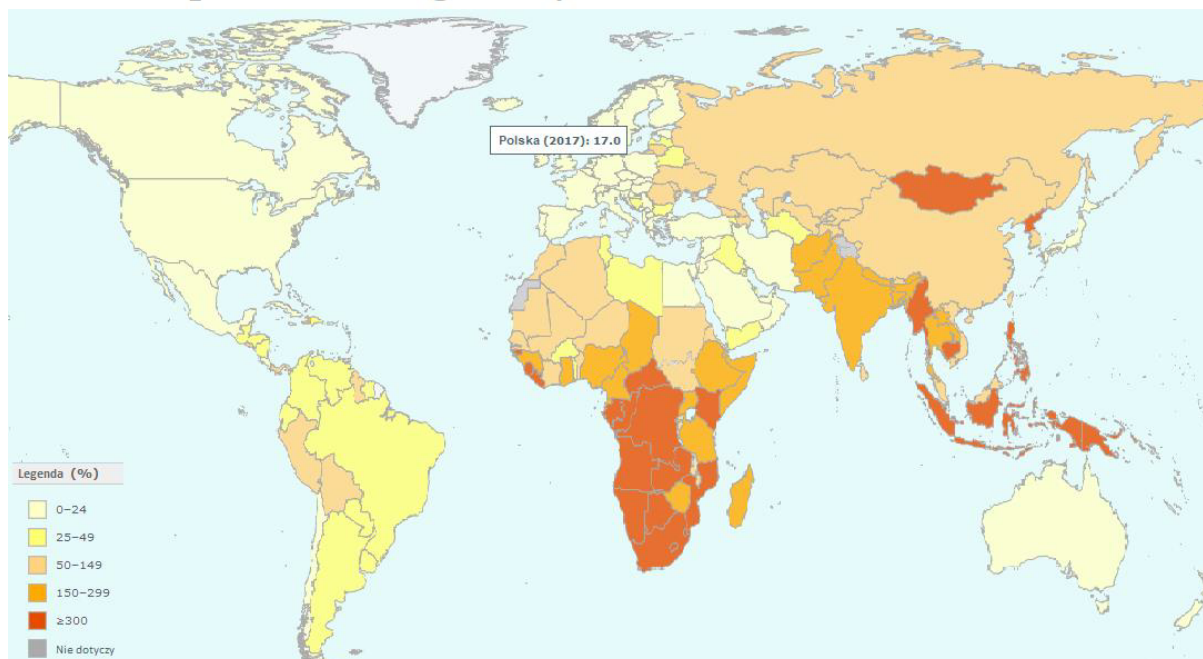 Polska (2017): 17.0
Legenda (%)
0–24
25–49
50–149
150–299
≥300
Nie dotyczy